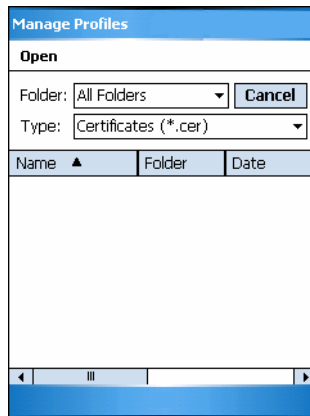 Manage Profiles
Open
Folder: All Folders Cancel
Type: Certificates (*.cer)
Name Folder Date